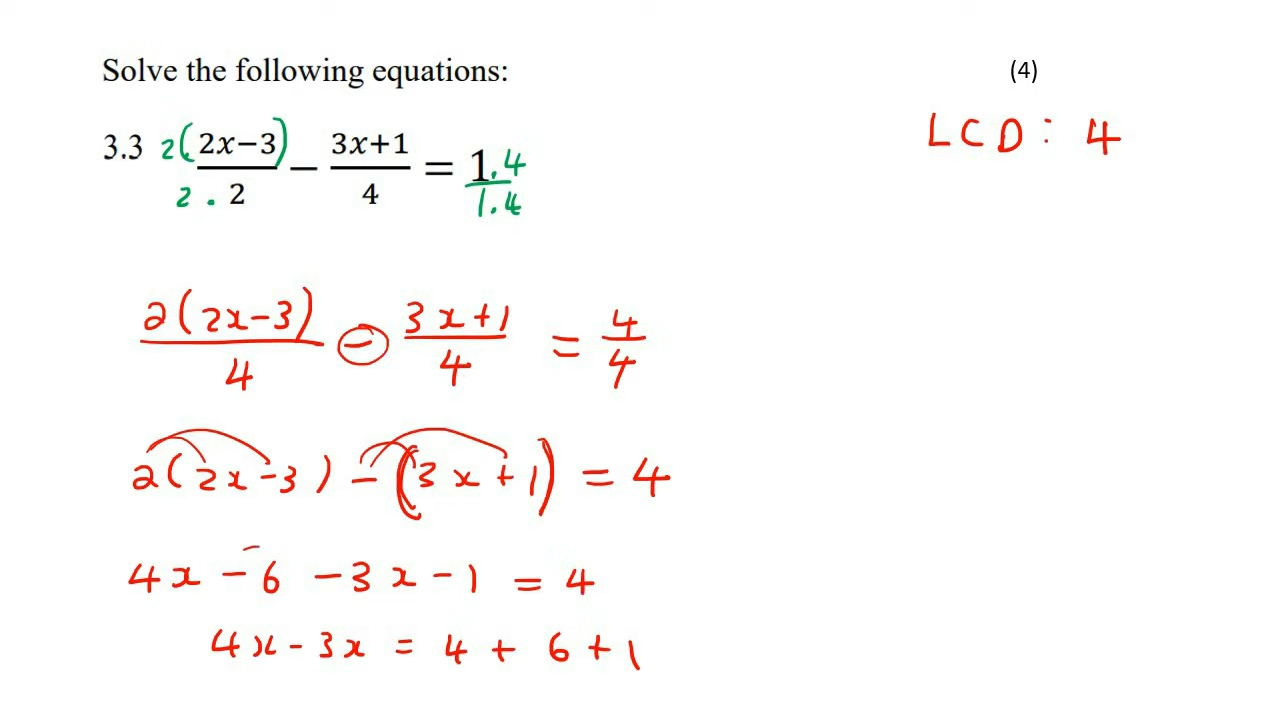 Solve the following equations: (4)
LCD : 4
3.3 2(2x−3)/2.2 − 3x+1/4 = 1.4/1.4
2(2x−3)/4 − 3x+1/4 = 4/4
2(2x−3) −(3x+1) = 4
4x − 6 − 3x − 1 = 4
4x − 3x = 4 + 6 + 1